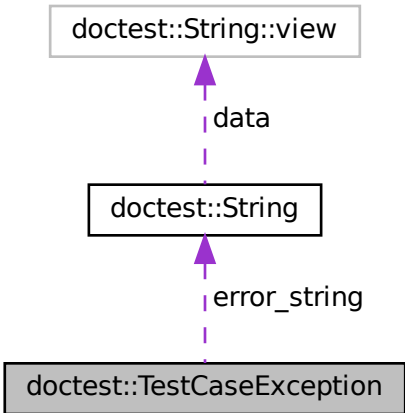 doctest::String::view
data
doctest::String
error_string
doctest::TestCaseException